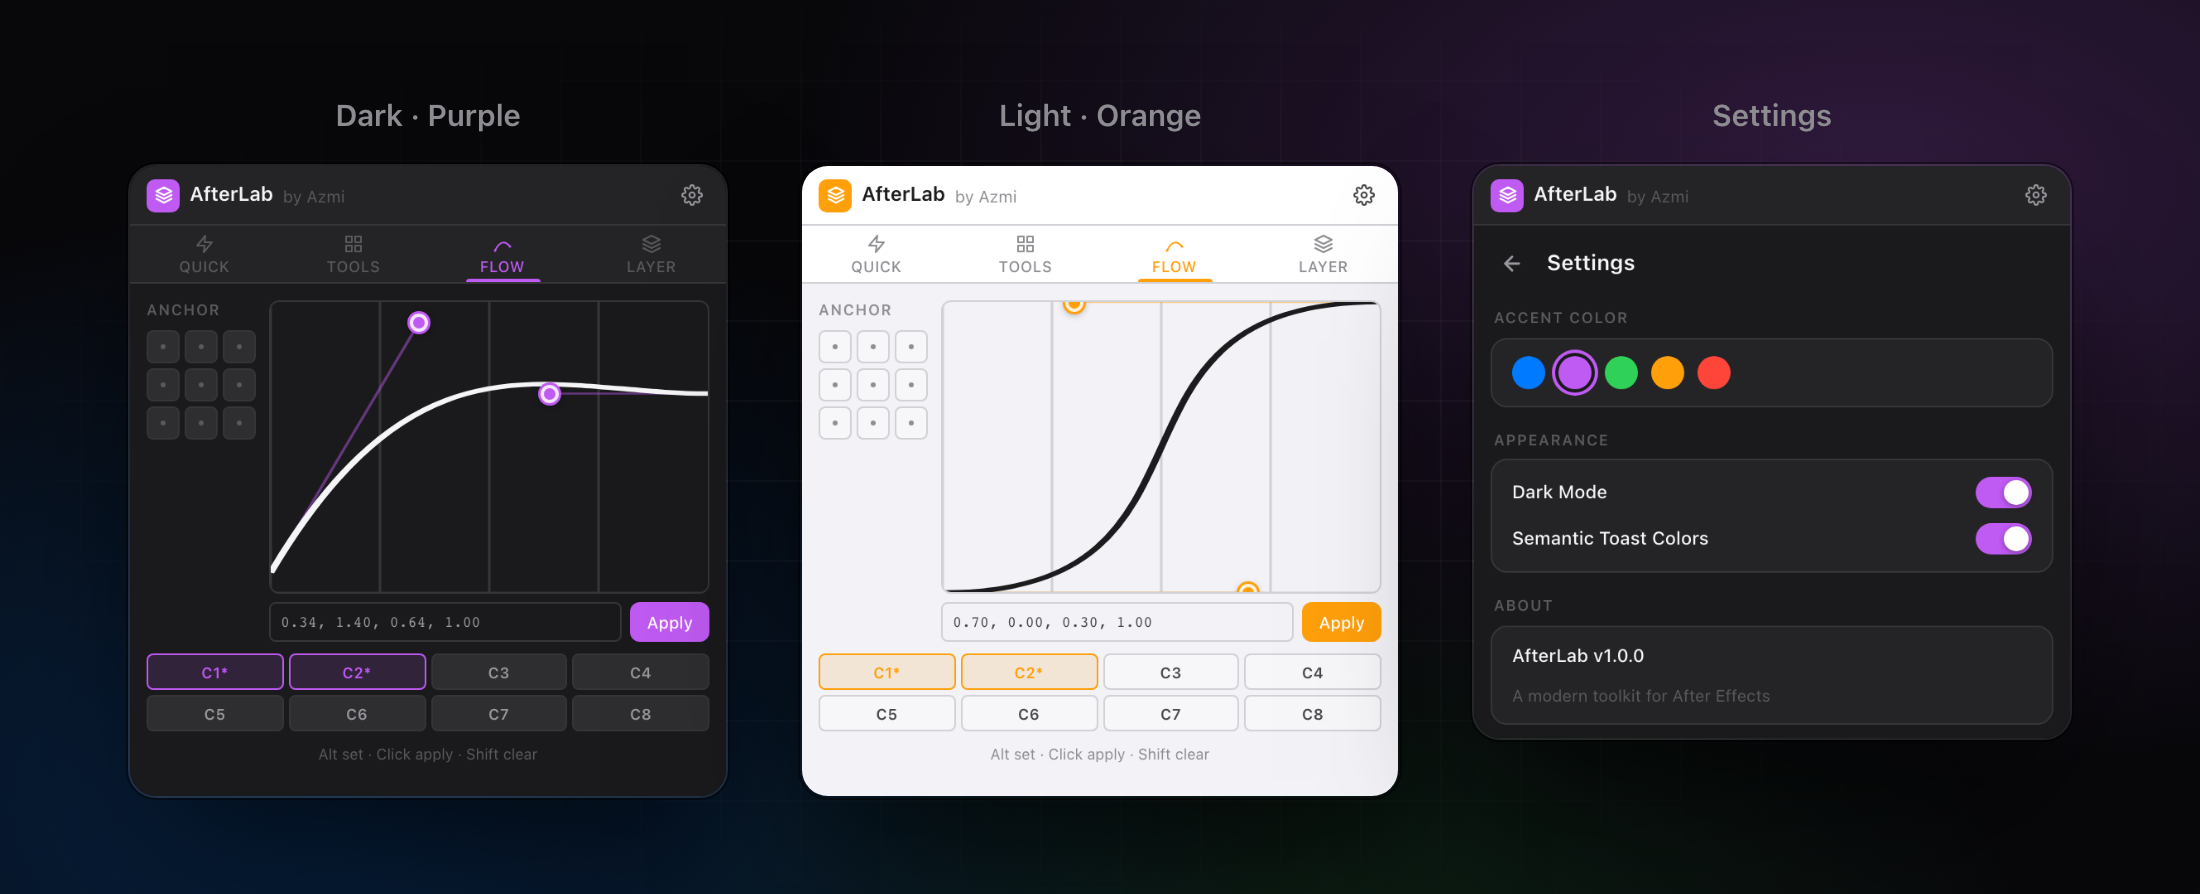 Dark · Purple
AfterLab by Azmi
QUICK TOOLS FLOW LAYER
ANCHOR
0.34, 1.40, 0.64, 1.00 Apply
C1* C2* C3 C4
C5 C6 C7 C8
Alt set · Click apply · Shift clear
Light · Orange
AfterLab by Azmi
QUICK TOOLS FLOW LAYER
ANCHOR
0.70, 0.00, 0.30, 1.00 Apply
C1* C2* C3 C4
C5 C6 C7 C8
Alt set · Click apply · Shift clear
Settings
AfterLab by Azmi
Settings
ACCENT COLOR
APPEARANCE
Dark Mode
Semantic Toast Colors
ABOUT
AfterLab v1.0.0
A modern toolkit for After Effects